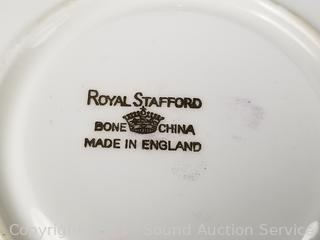 ROYAL STAFFORD
BONE CHINA
MADE IN ENGLAND
Sound Auction Service